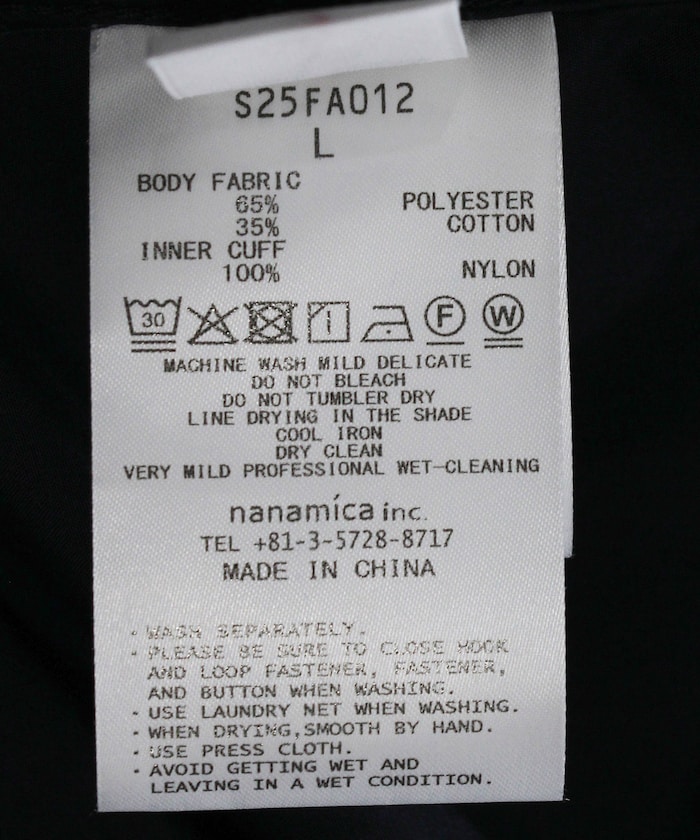 S25FA012
L
BODY FABRIC
65% POLYESTER
35% COTTON
INNER CUFF
100% NYLON
30 F W
MACHINE WASH MILD DELICATE
DO NOT BLEACH
DO NOT TUMBLER DRY
LINE DRYING IN THE SHADE
COOL IRON
DRY CLEAN
VERY MILD PROFESSIONAL WET-CLEANING
nanamíca inc.
TEL +81-3-5728-8717
MADE IN CHINA
· WASH SEPARATELY.
· PLEASE BE SURE TO CLOSE HOOK
AND LOOP FASTENER, FASTENER,
AND BUTTON WHEN WASHING.
· USE LAUNDRY NET WHEN WASHING.
· WHEN DRYING,SMOOTH BY HAND.
· USE PRESS CLOTH.
· AVOID GETTING WET AND
LEAVING IN A WET CONDITION.